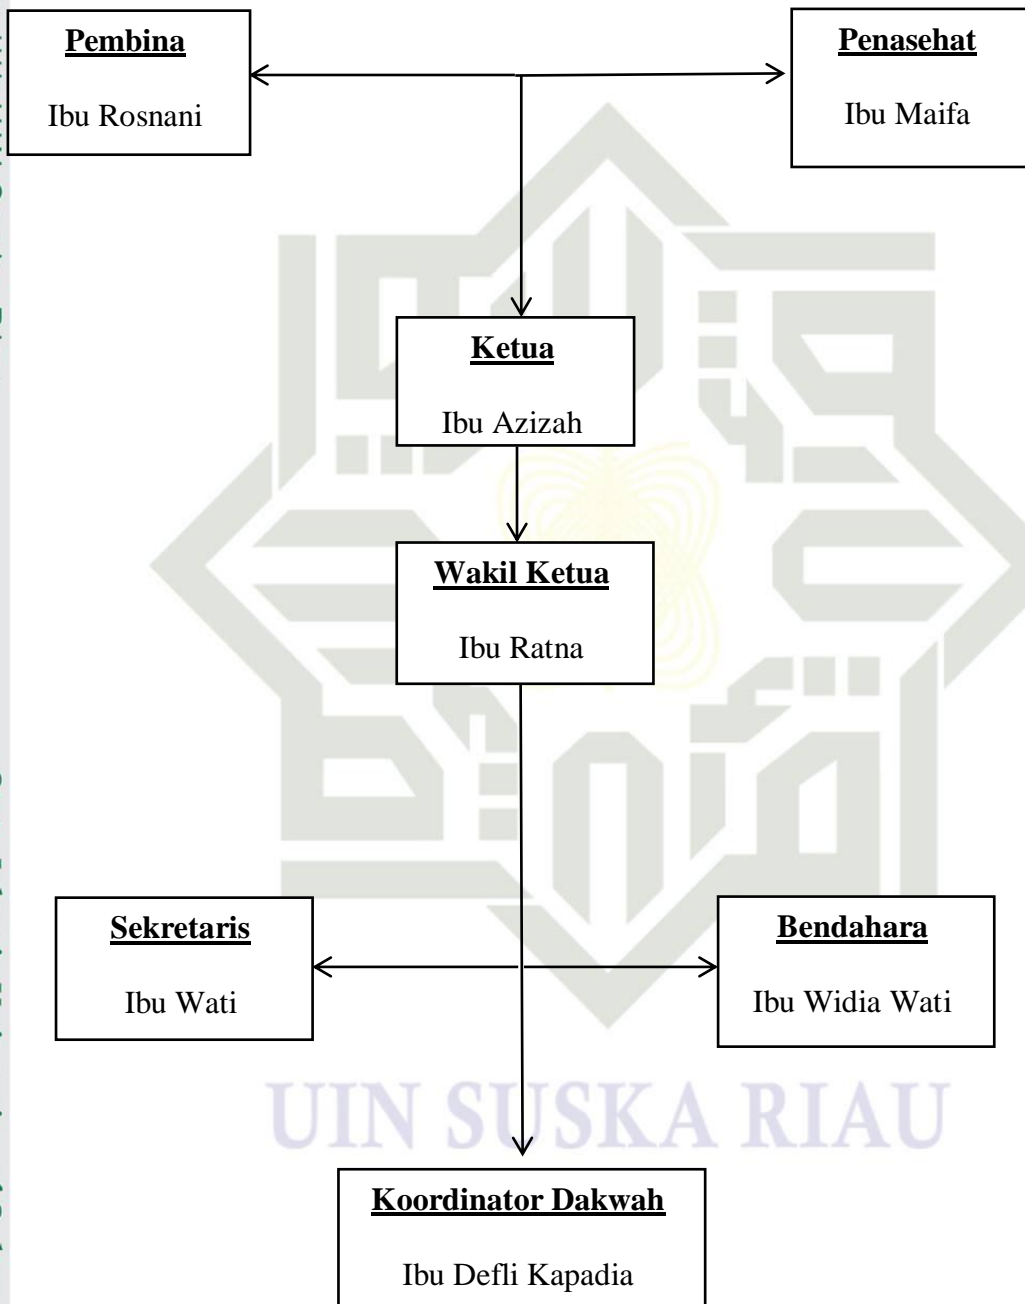 Pembina
Ibu Rosnani
Penasehat
Ibu Maifa
Ketua
Ibu Azizah
Wakil Ketua
Ibu Ratna
Sekretaris
Ibu Wati
Bendahara
Ibu Widia Wati
UIN SUSKA RIAU
Koordinator Dakwah
Ibu Defli Kapadia